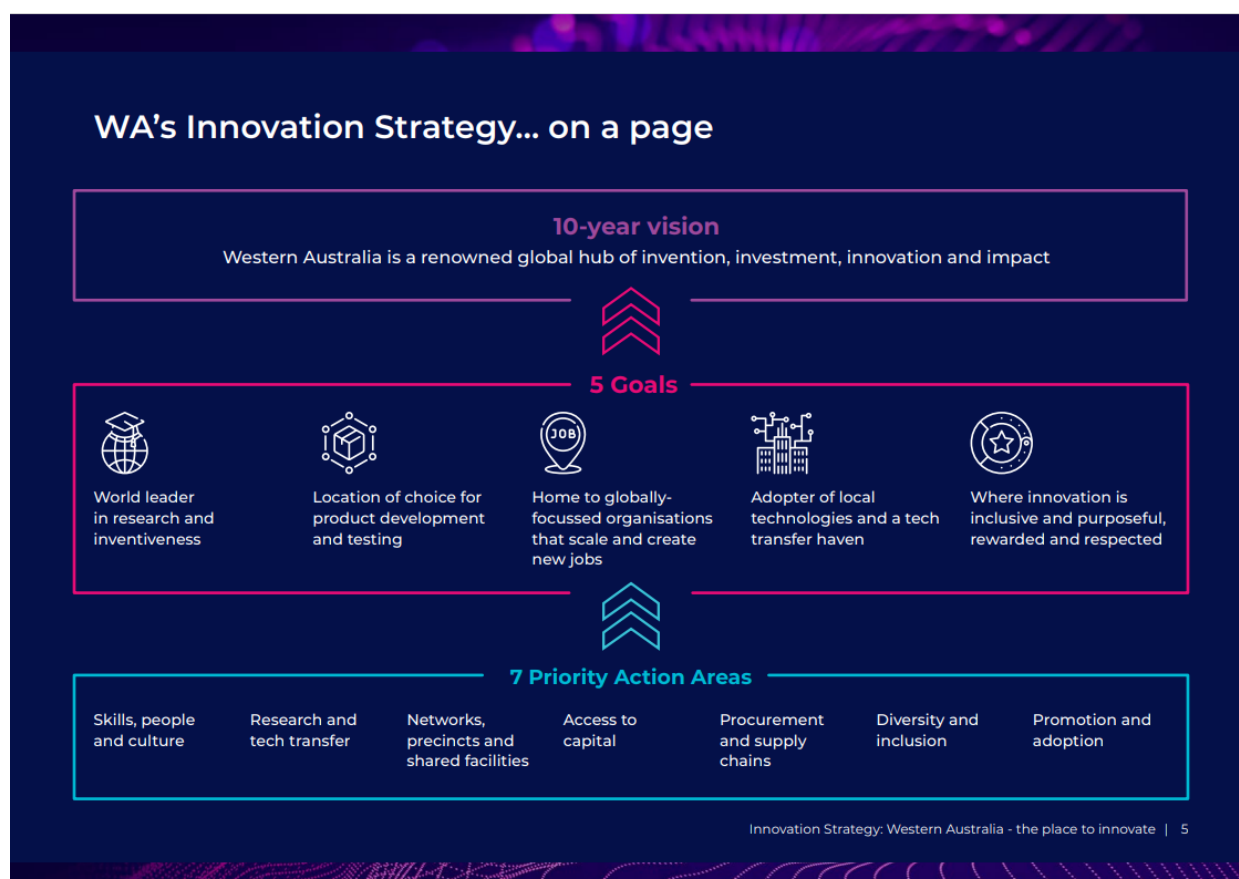 WA’s Innovation Strategy... on a page
10-year vision
Western Australia is a renowned global hub of invention, investment, innovation and impact
5 Goals
JOB
World leader
in research and
inventiveness
Location of choice for
product development
and testing
Home to globally-
focussed organisations
that scale and create
new jobs
Adopter of local
technologies and a tech
transfer haven
Where innovation is
inclusive and purposeful,
rewarded and respected
7 Priority Action Areas
Skills, people
and culture
Research and
tech transfer
Networks,
precincts and
shared facilities
Access to
capital
Procurement
and supply
chains
Diversity and
inclusion
Promotion and
adoption
Innovation Strategy: Western Australia - the place to innovate | 5